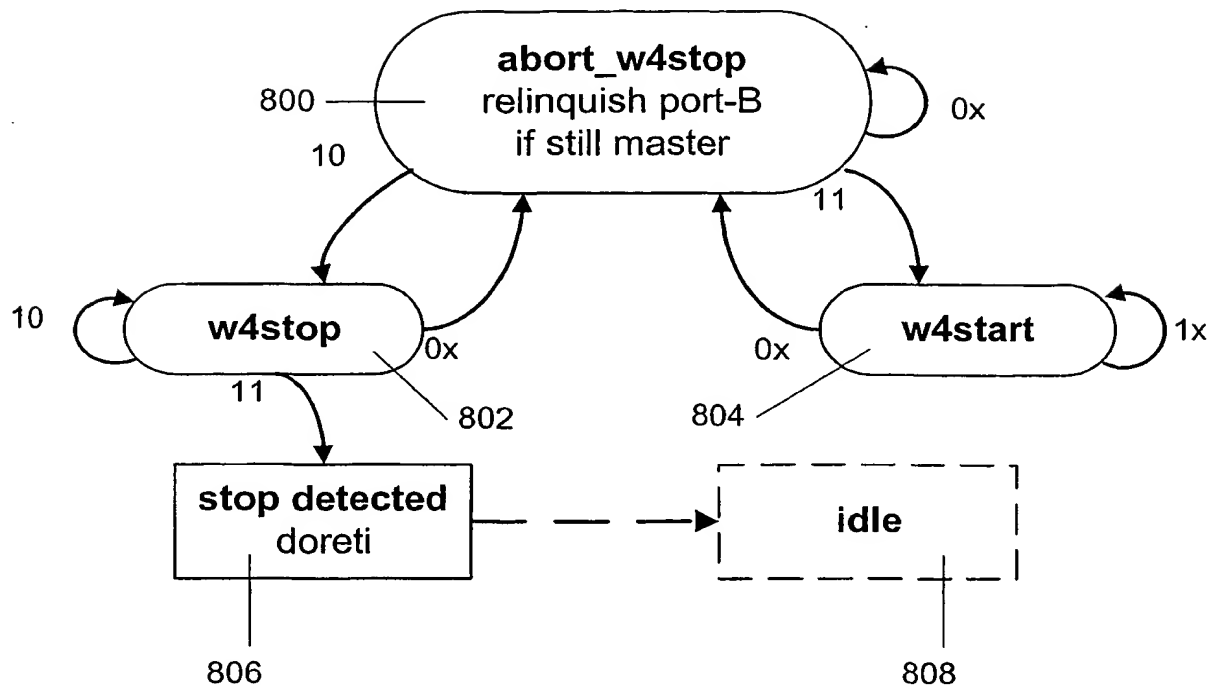 abort_w4stop
relinquish port-B
if still master
800
0x
10
11
10
w4stop
0x
0x
w4start
1x
11
802
804
stop detected
doreti
idle
806
808